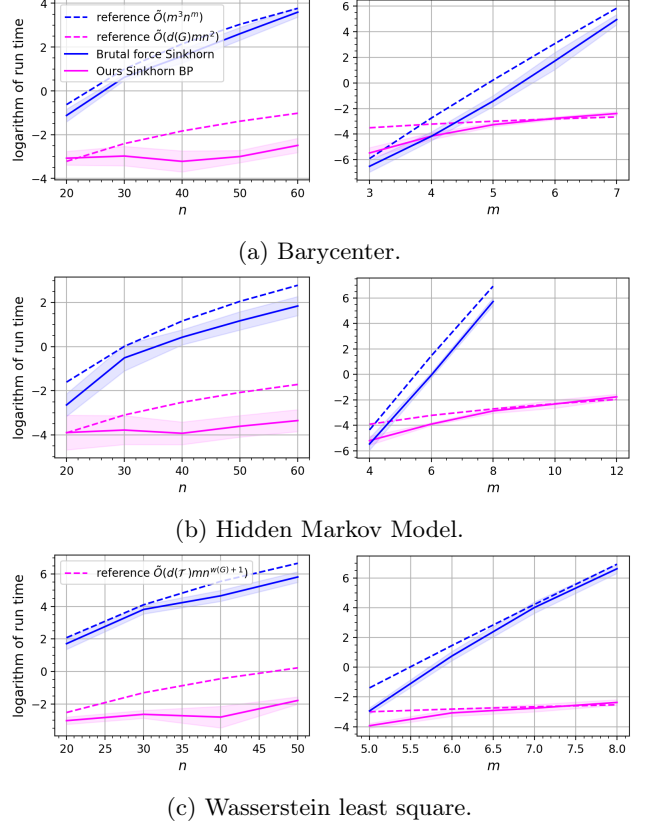 logarithm of run time
4
2
0
−2
−4
reference Õ(m³nᵐ)
reference Õ(d(G)mn²)
Brutal force Sinkhorn
Ours Sinkhorn BP
20 30 40 50 60
n
6
4
2
0
−2
−4
−6
3 4 5 6 7
m
(a) Barycenter.
logarithm of run time
2
0
−2
−4
20 30 40 50 60
n
6
4
2
0
−2
−4
−6
4 6 8 10 12
m
(b) Hidden Markov Model.
logarithm of run time
6
4
2
0
−2
reference Õ(d(𝒯)mnʷ⁽ᴳ⁾⁺¹)
20 25 30 35 40 45 50
n
6
4
2
0
−2
−4
5.0 5.5 6.0 6.5 7.0 7.5 8.0
m
(c) Wasserstein least square.